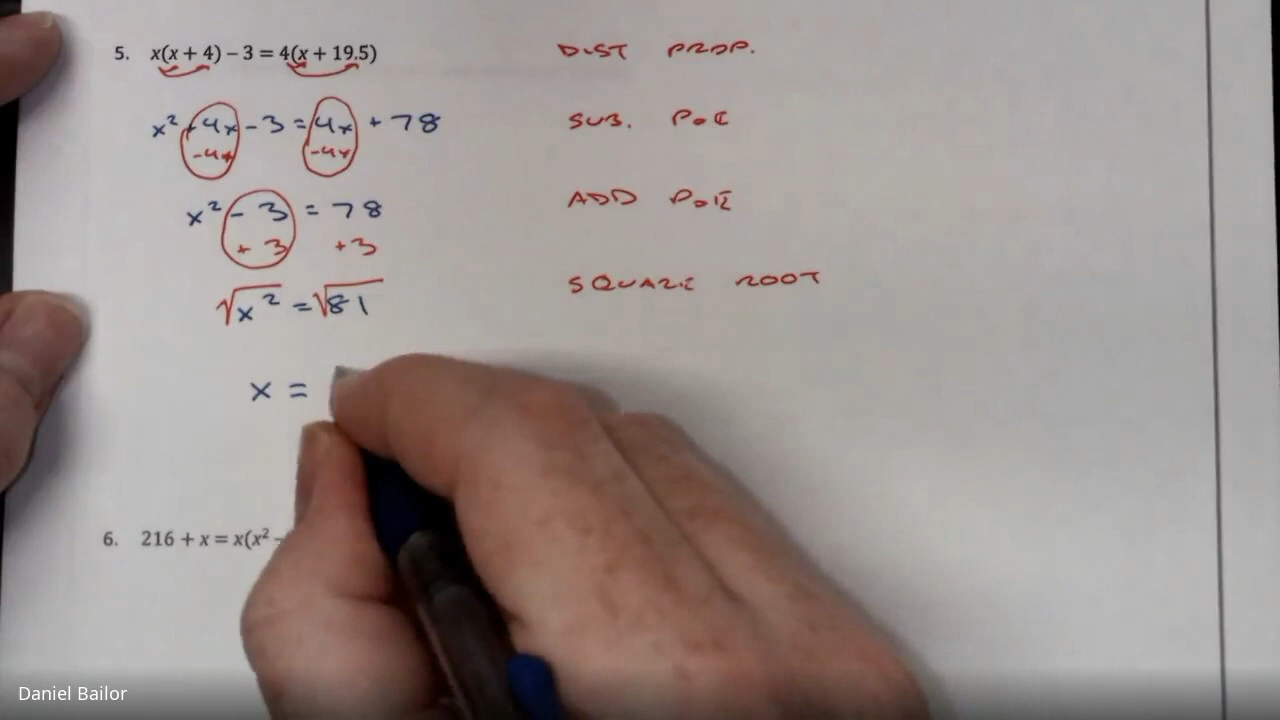 5. x(x + 4) − 3 = 4(x + 19.5) DIST PROP.
x² + 4x - 3 = 4x + 78 SUB. PoE
-4x -4x
x² - 3 = 78 ADD PoE
+ 3 +3
√x² = √81 SQUARE ROOT
x =
6. 216 + x = x(x² -
Daniel Bailor